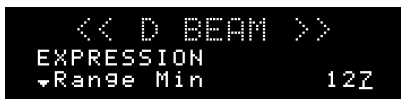 << D BEAM >>
EXPRESSION
Range Min 127